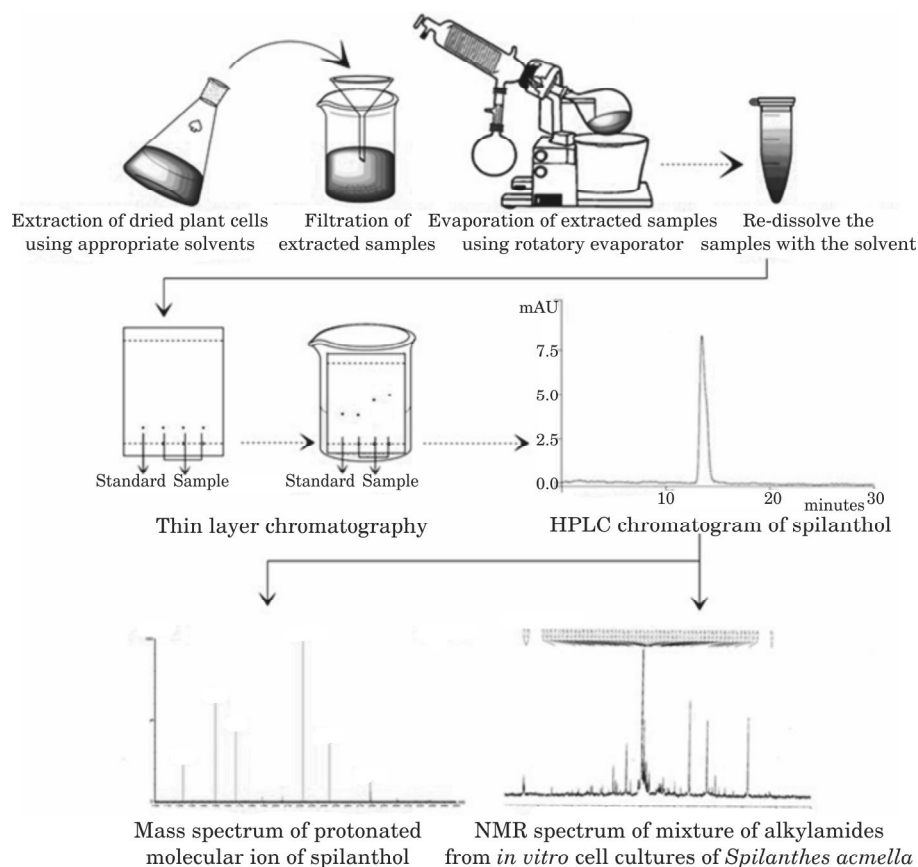 Extraction of dried plant cells
using appropriate solvents
Filtration of
extracted samples
Evaporation of extracted samples
using rotatory evaporator
Re-dissolve the
samples with the solvent
Standard Sample
Standard Sample
Thin layer chromatography
mAU
7.5
5.0
2.5
0.0
10
20
30
minutes
HPLC chromatogram of spilanthol
Mass spectrum of protonated
molecular ion of spilanthol
NMR spectrum of mixture of alkylamides
from in vitro cell cultures of Spilanthes acmella